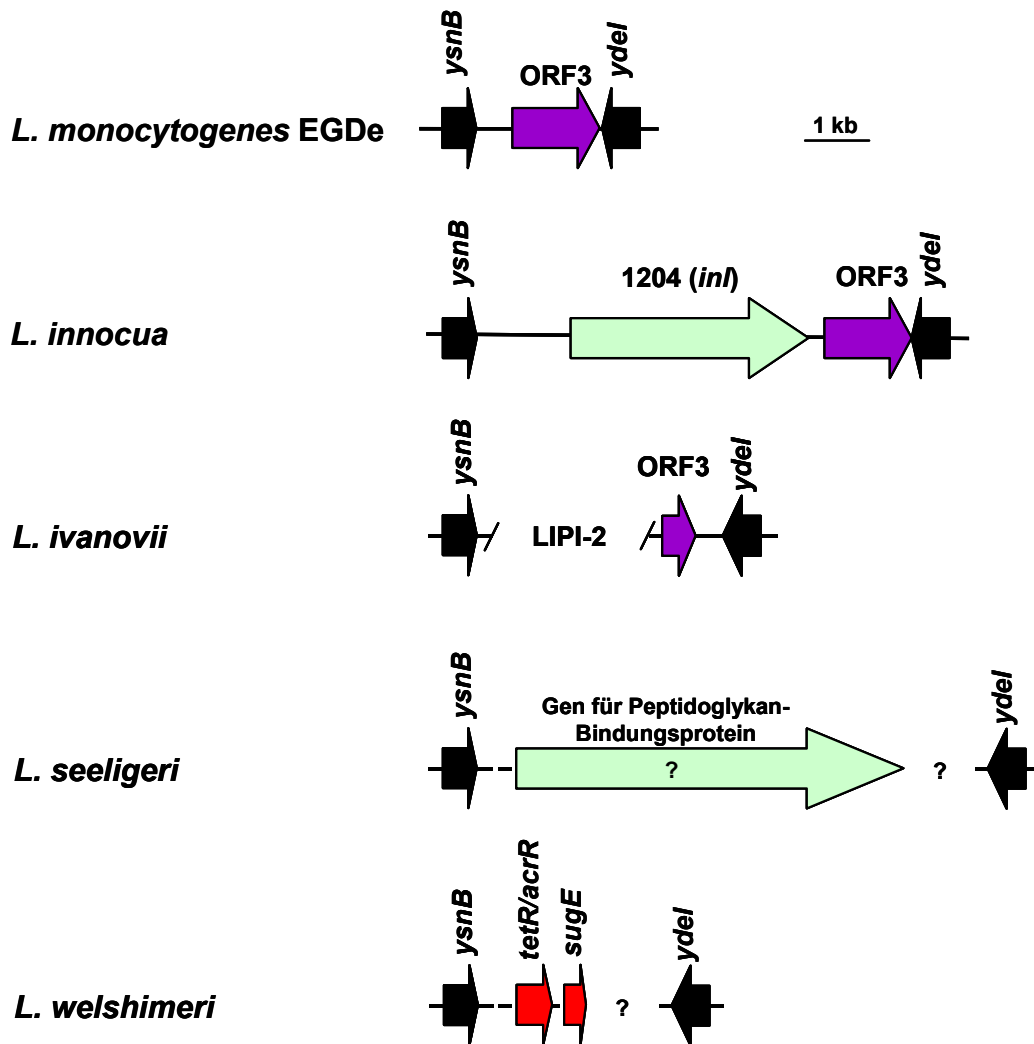 ysnB
ydeI
ORF3
L. monocytogenes EGDe
1 kb
ysnB
ydeI
1204 (inl)
ORF3
L. innocua
ysnB
ydeI
ORF3
L. ivanovii
LIPI-2
ysnB
ydeI
Gen für Peptidoglykan-
Bindungsprotein
L. seeligeri
?
?
ysnB
tetR/acrR
sugE
ydeI
L. welshimeri
?